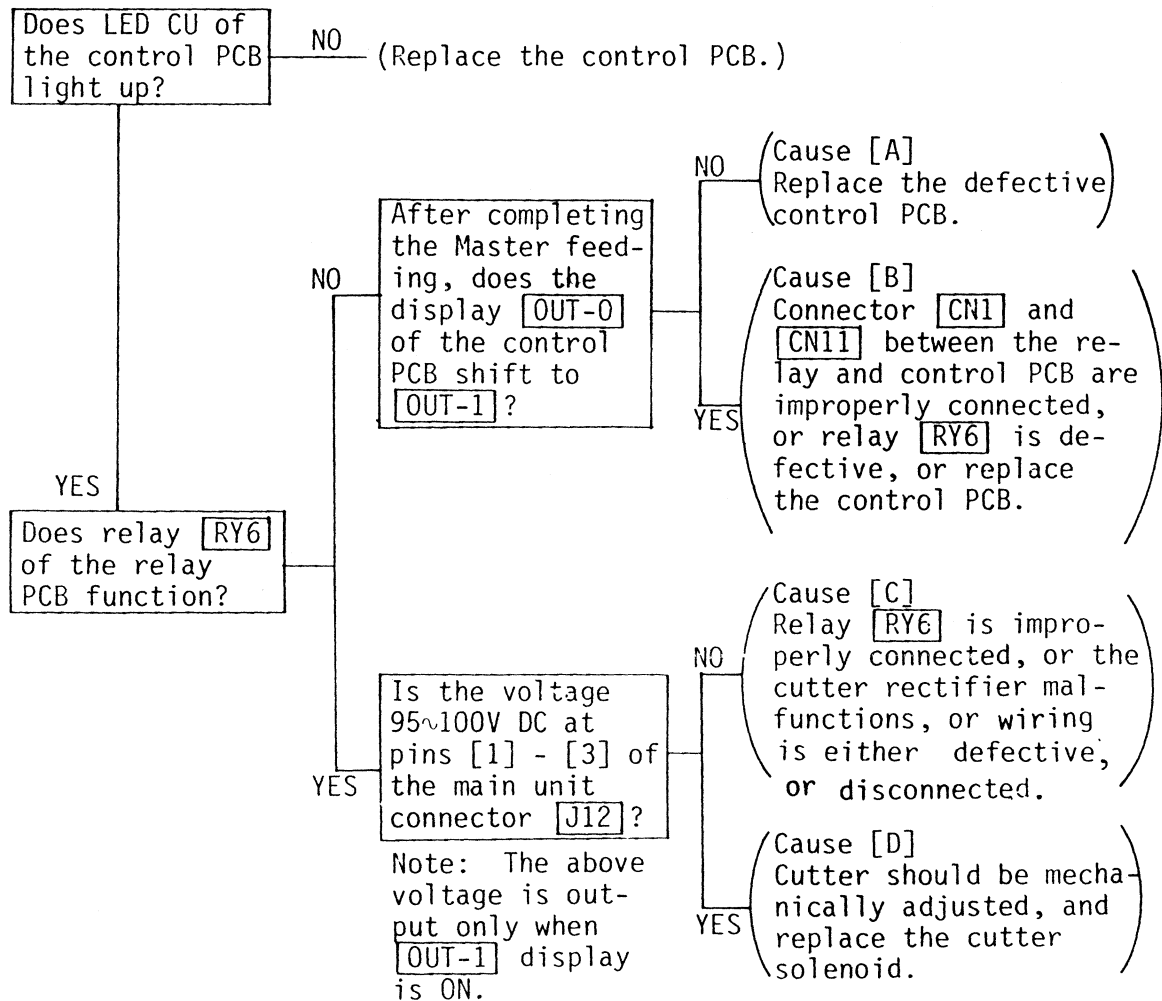 Does LED CU of
the control PCB
light up?
NO
(Replace the control PCB.)
YES
Does relay RY6
of the relay
PCB function?
NO
After completing
the Master feed-
ing, does the
display OUT-0
of the control
PCB shift to
OUT-1?
NO
Cause [A]
Replace the defective
control PCB.
YES
Cause [B]
Connector CN1 and
CN11 between the re-
lay and control PCB are
improperly connected,
or relay RY6 is de-
fective, or replace
the control PCB.
YES
Is the voltage
95~100V DC at
pins [1] - [3] of
the main unit
connector J12?
Note: The above
voltage is out-
put only when
OUT-1 display
is ON.
NO
Cause [C]
Relay RY6 is impro-
perly connected, or the
cutter rectifier mal-
functions, or wiring
is either defective,
or disconnected.
YES
Cause [D]
Cutter should be mecha-
nically adjusted, and
replace the cutter
solenoid.